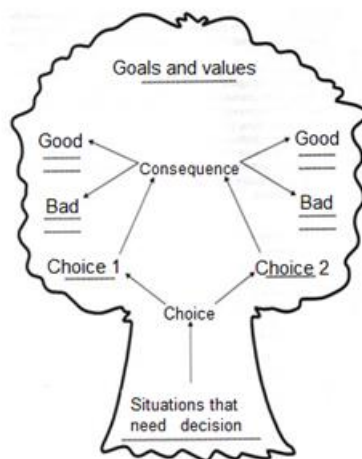 Goals and values
Good
Good
Consequence
Bad
Bad
Choice 1
Choice 2
Choice
Situations that
need decision